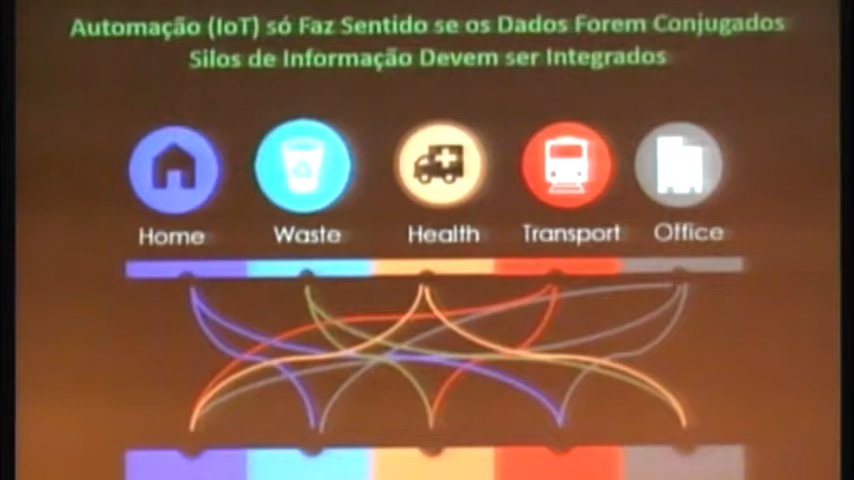 Automação (IoT) só Faz Sentido se os Dados Forem Conjugados
Silos de Informação Devem ser Integrados
Home Waste Health Transport Office